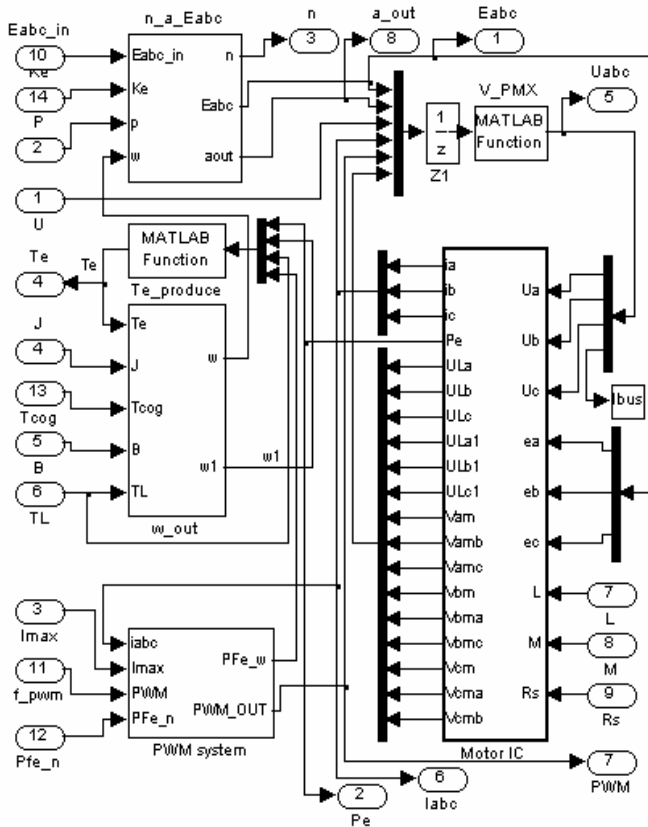 n_a_Eabc
n
a_out
Eabc
Eabc_in
10
Eabc_in
n
3
8
1
Ke
14
Ke
Eabc
V_PMX
Uabc
P
2
p
1
z
MATLAB
Function
5
w
aout
Z1
1
U
Te
4
Te
MATLAB
Function
Te_produce
ia
ib
ic
Pe
ULa
ULb
ULc
ULa1
ULb1
ULc1
Vam
Vamb
Vamc
Vbm
Vbma
Vbmc
Vcm
Vcma
Vcmb
Ua
Ub
Uc
ea
eb
ec
L
M
Rs
Motor IC
Ibus
Te
J
4
J
w
13
Tcog
Tcog
5
B
B
w1
w1
6
TL
TL
w_out
7
L
8
M
9
Rs
3
Imax
iabc
Imax
PWM
PFe_n
PFe_w
PWM_OUT
PWM system
11
f_pwm
12
Pfe_n
7
PWM
6
Iabc
2
Pe